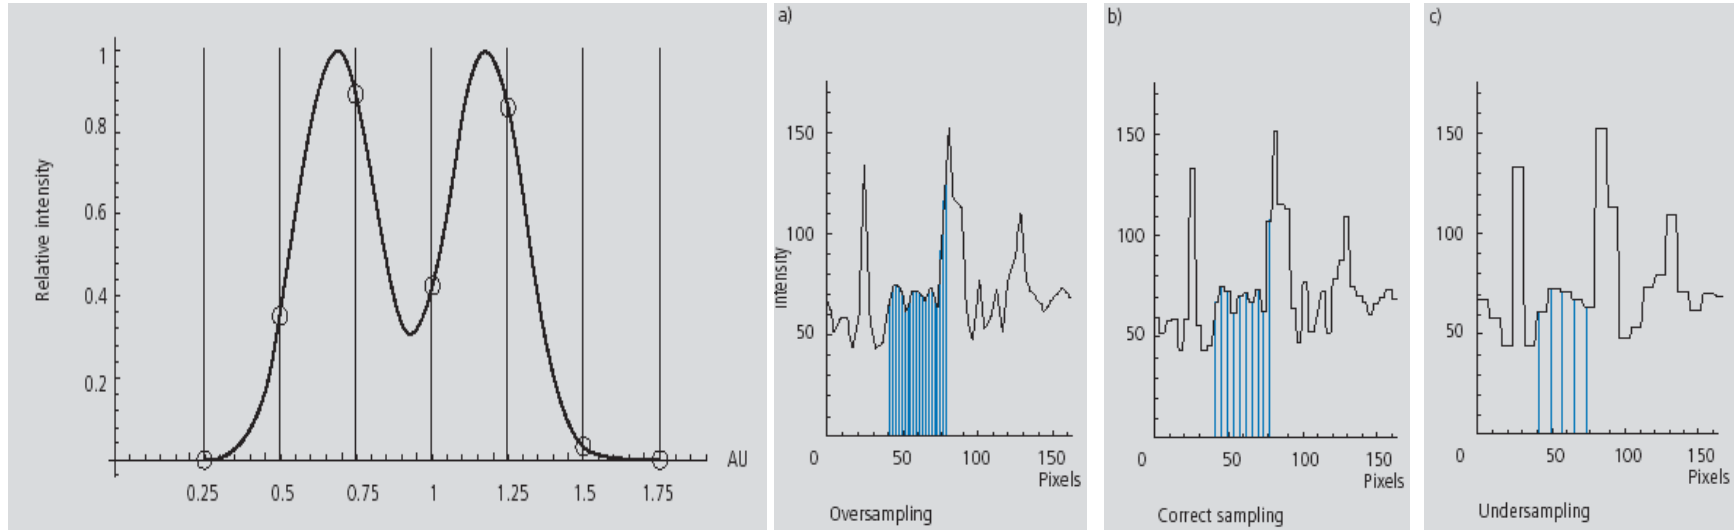 Relative intensity
1
0.8
0.6
0.4
0.2
0.25 0.5 0.75 1 1.25 1.5 1.75
AU
a)
Intensity
150
100
50
0 50 100 150
Pixels
Oversampling
b)
150
100
50
0 50 100 150
Pixels
Correct sampling
c)
150
100
50
0 50 100 150
Pixels
Undersampling